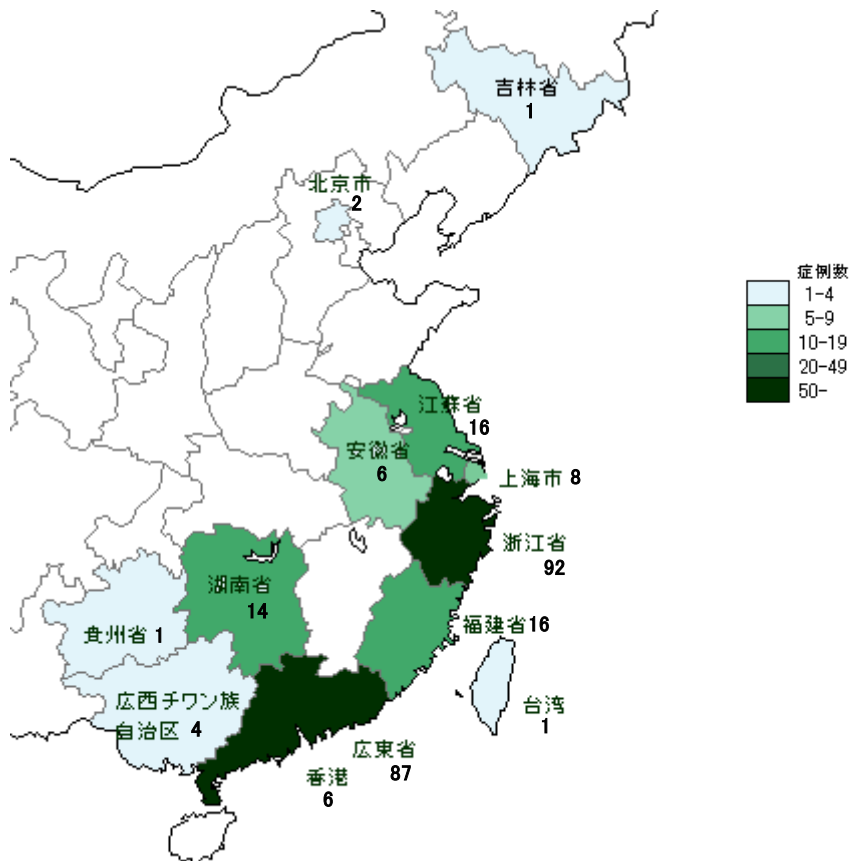 吉林省
1
北京市
2
症例数
1-4
5-9
10-19
20-49
50-
江蘇省
16
安徽省
6
上海市 8
浙江省
92
湖南省
14
福建省 16
貴州省 1
広西チワン族
自治区 4
台湾
1
広東省
87
香港
6